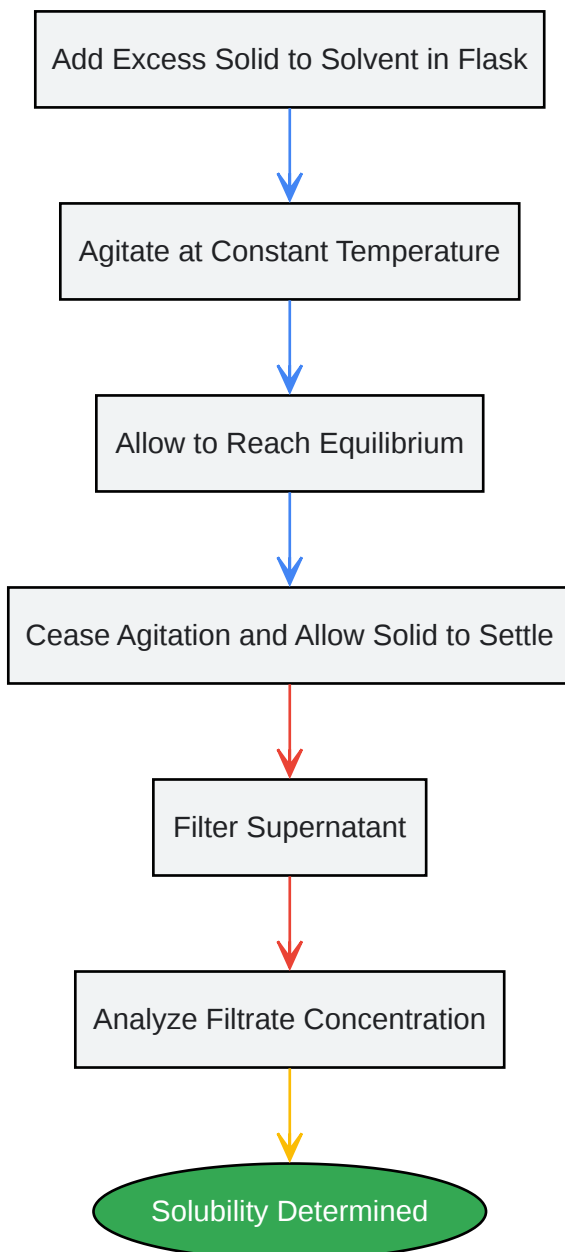 Add Excess Solid to Solvent in Flask
Agitate at Constant Temperature
Allow to Reach Equilibrium
Cease Agitation and Allow Solid to Settle
Filter Supernatant
Analyze Filtrate Concentration
Solubility Determined